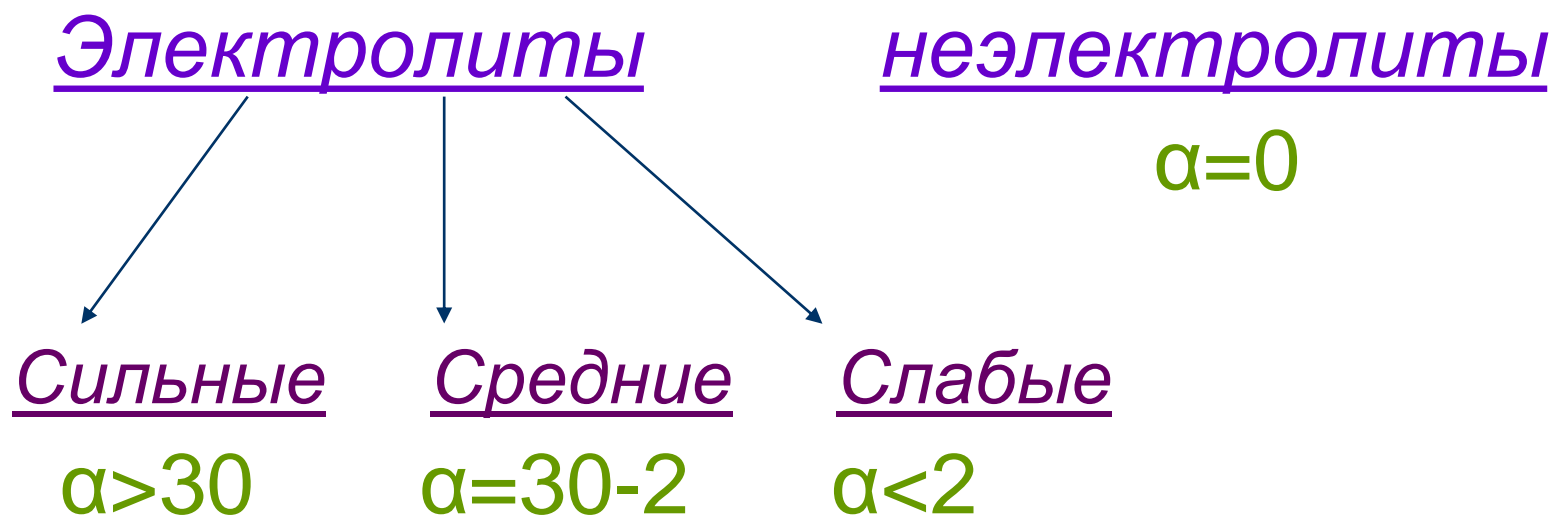 Электролиты неэлектролиты
α=0
Сильные Средние Слабые
α>30 α=30-2 α<2